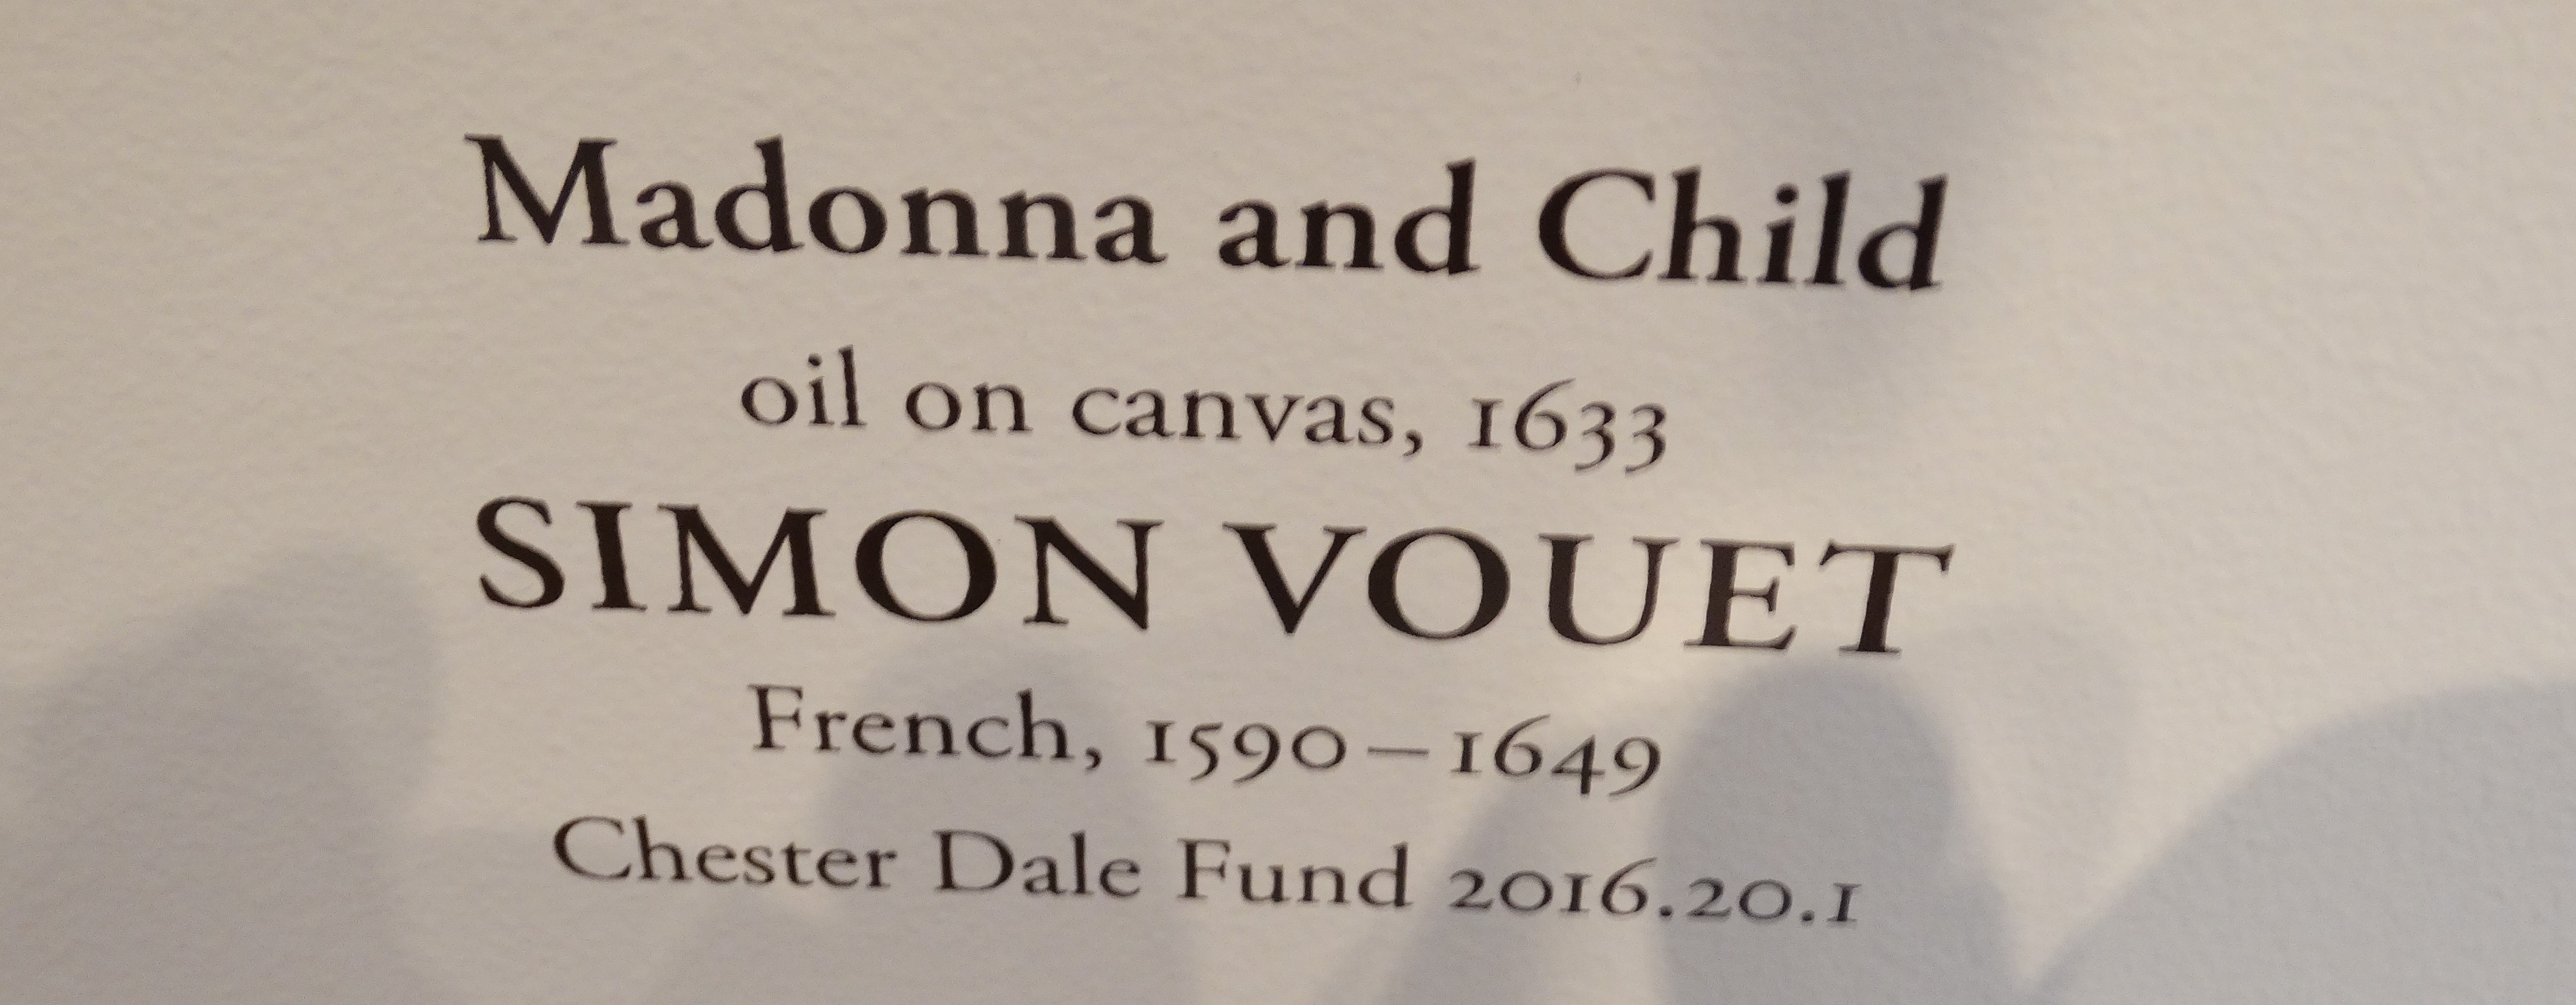 Madonna and Child
oil on canvas, 1633
SIMON VOUET
French, 1590–1649
Chester Dale Fund 2016.20.1